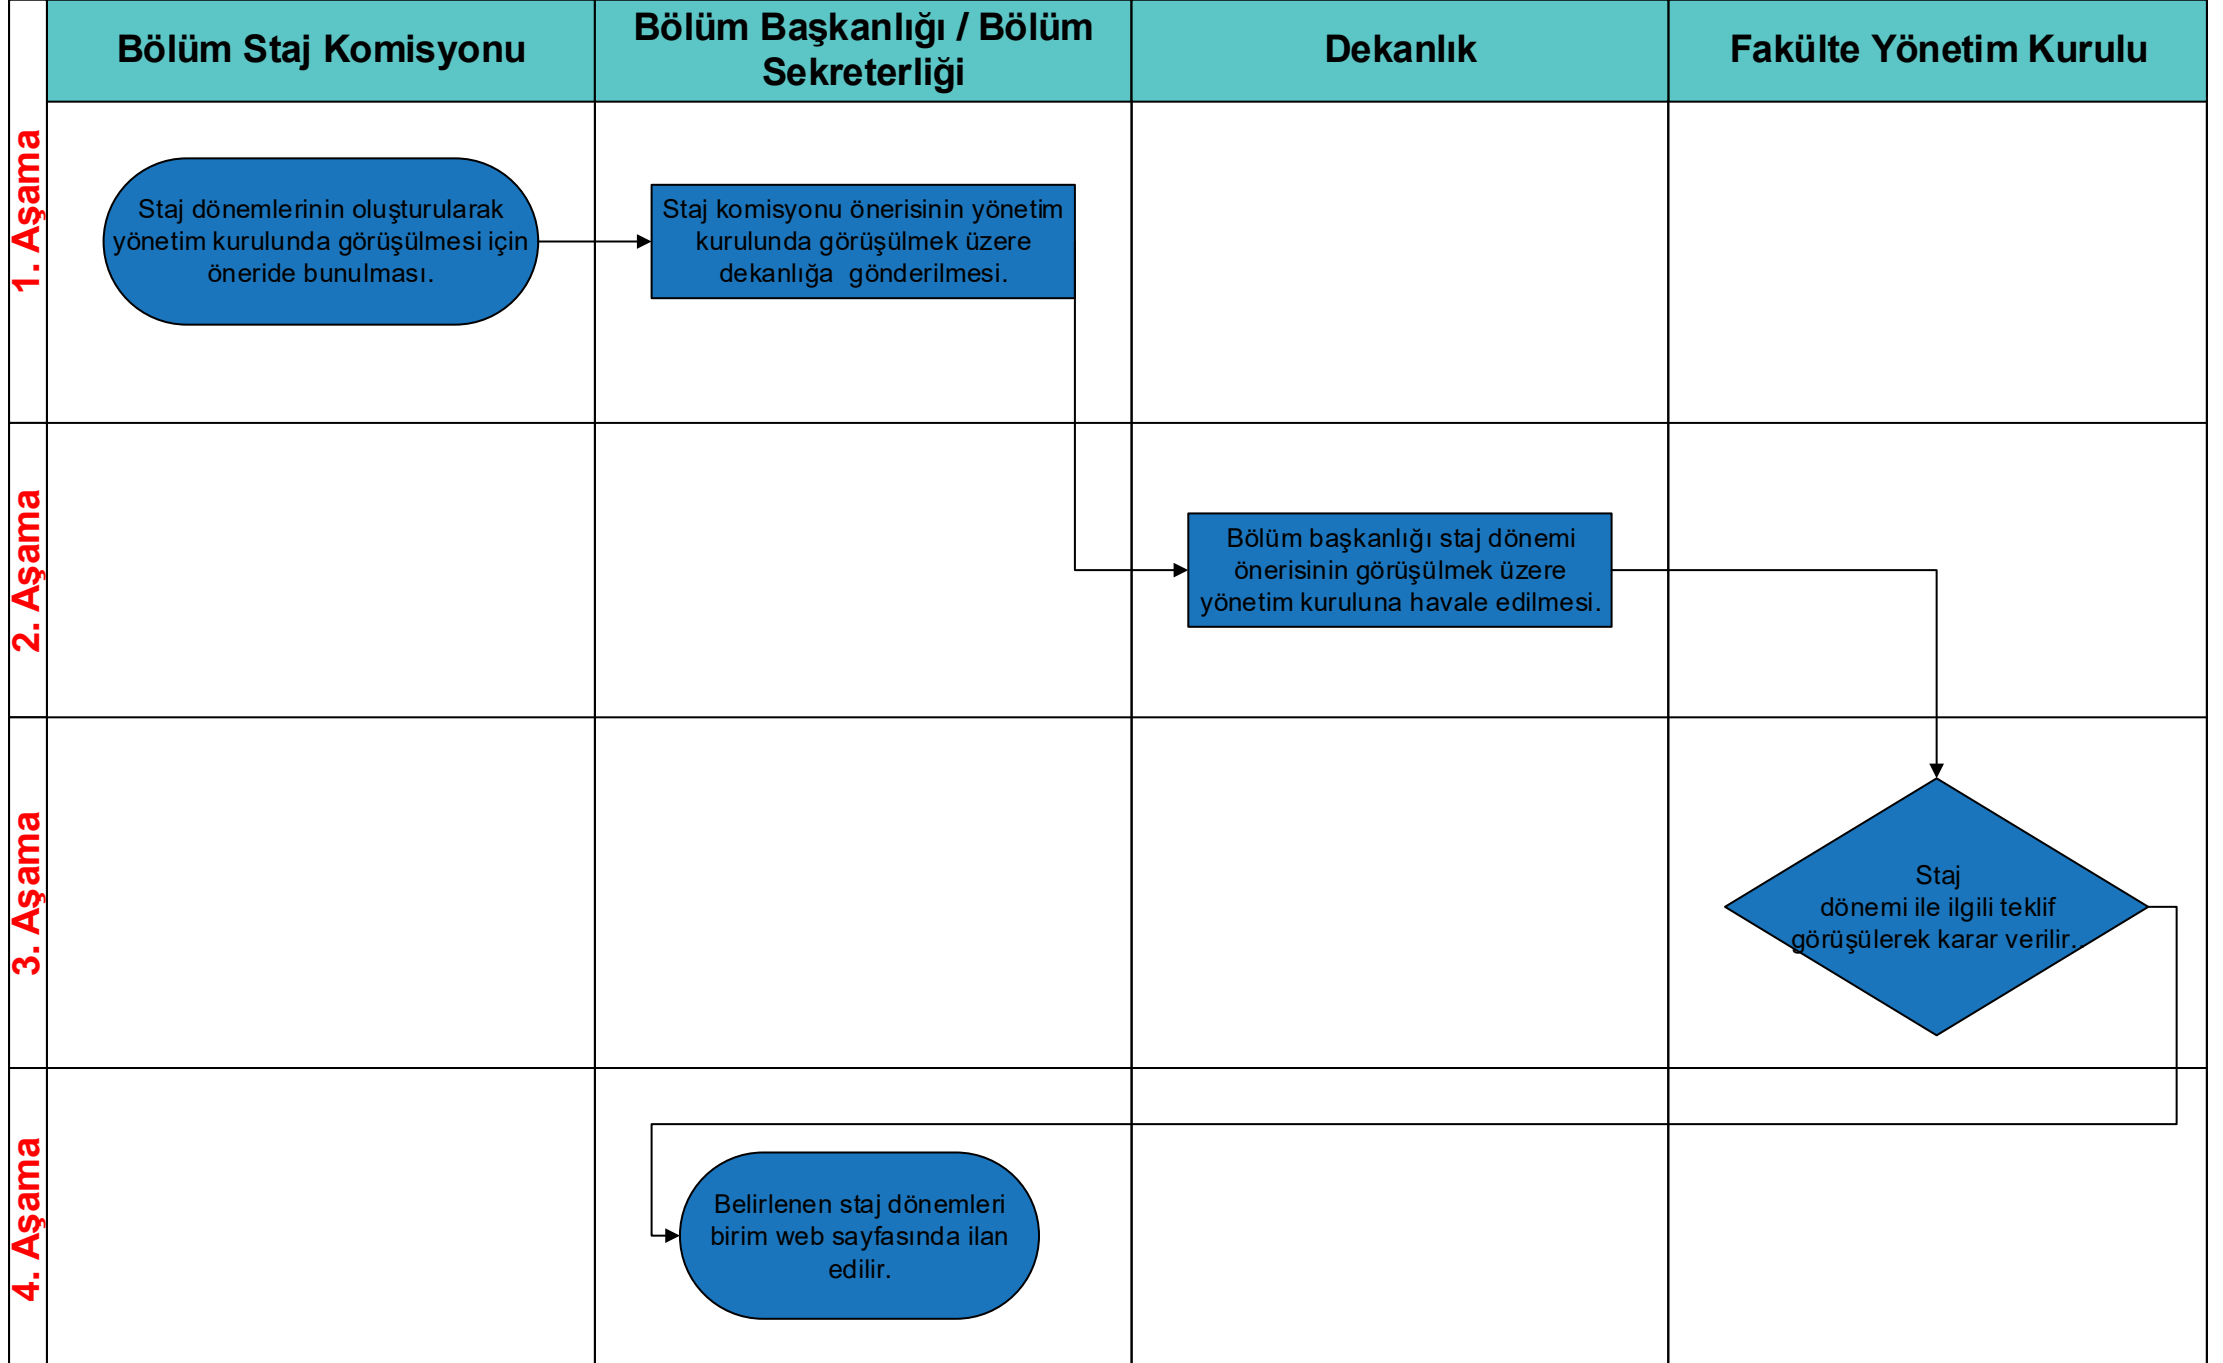 Bölüm Staj Komisyonu
Bölüm Başkanlığı / Bölüm
Sekreterliği
Dekanlık
Fakülte Yönetim Kurulu
1. Aşama
Staj dönemlerinin oluşturularak
yönetim kurulunda görüşülmesi için
öneride bunulması.
Staj komisyonu önerisinin yönetim
kurulunda görüşülmek üzere
dekanlığa  gönderilmesi.
2. Aşama
Bölüm başkanlığı staj dönemi
önerisinin görüşülmek üzere
yönetim kuruluna havale edilmesi.
3. Aşama
Staj
dönemi ile ilgili teklif
görüşülerek karar verilir..
4. Aşama
Belirlenen staj dönemleri
birim web sayfasında ilan
edilir.